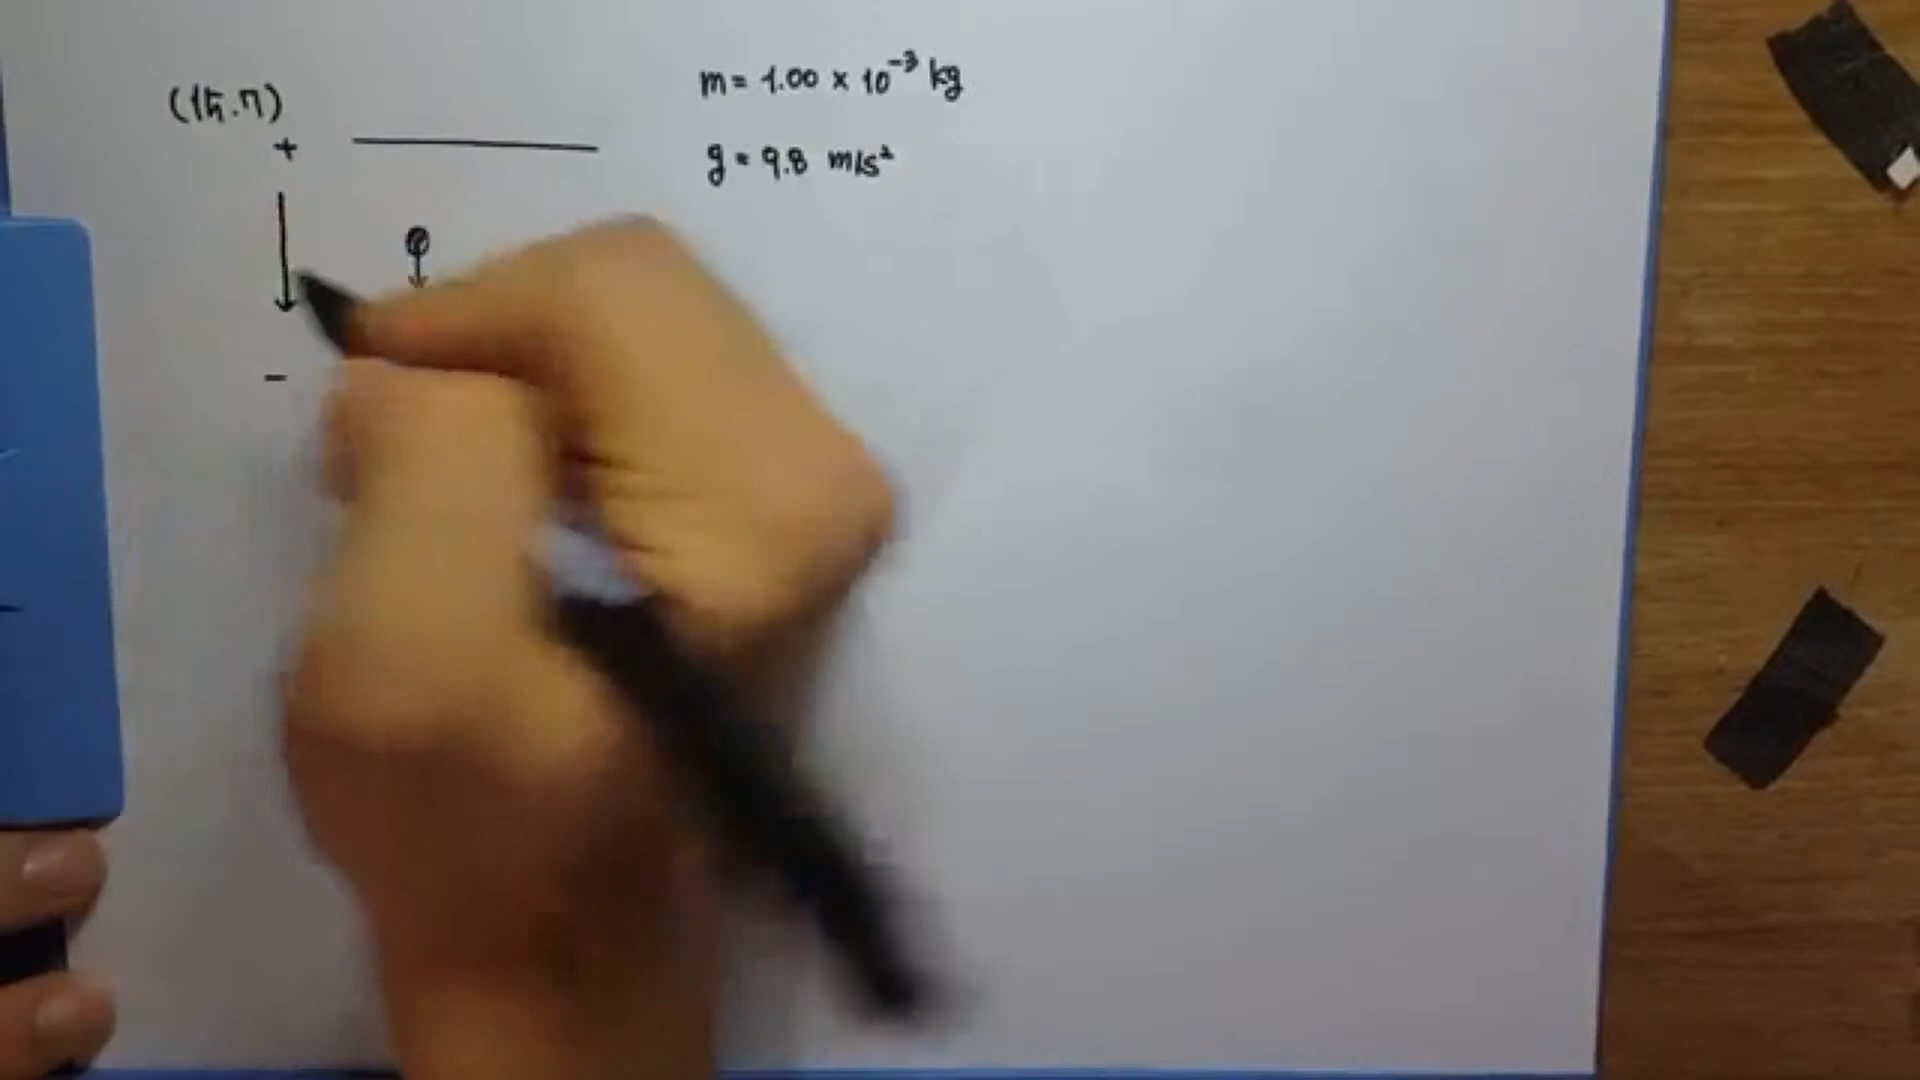 (15.7)
+
-
m = 1.00 x 10⁻³ kg
g = 9.8 m/s²